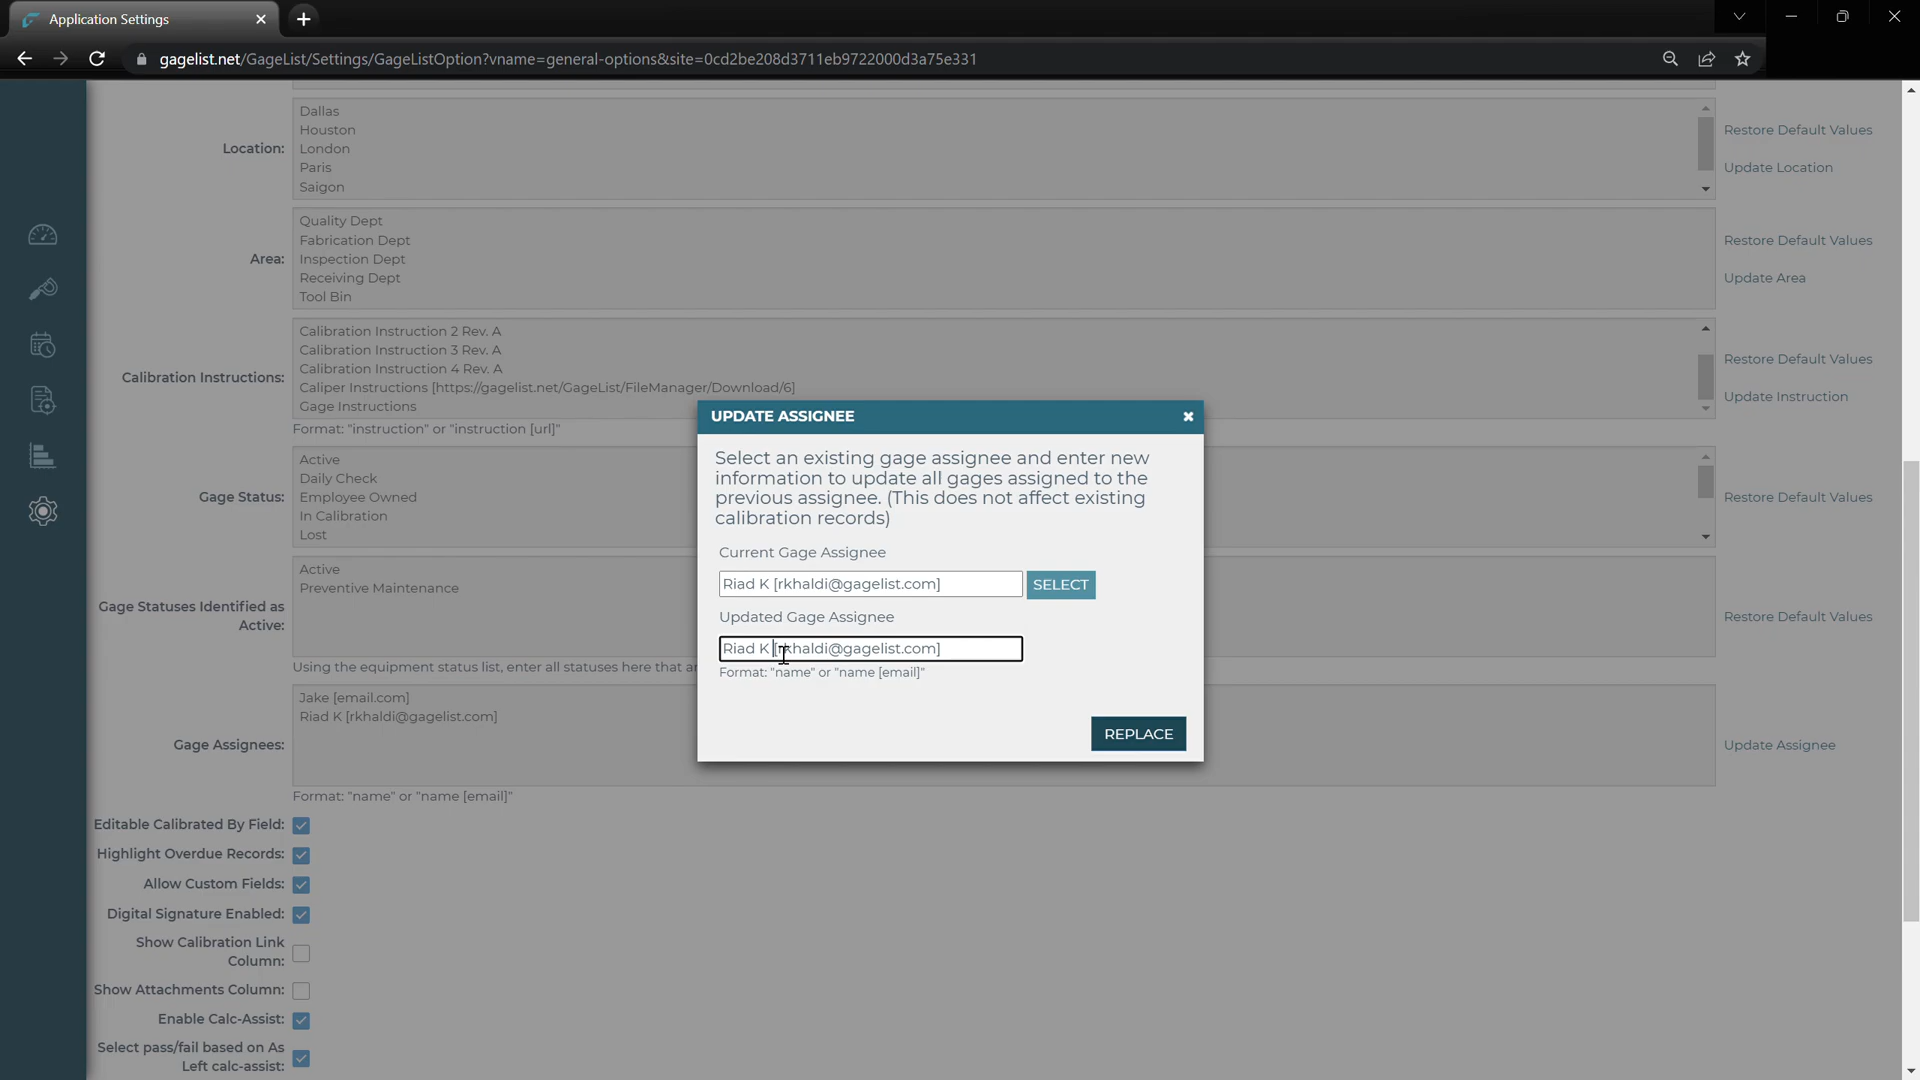 Application Settings
gagelist.net/GageList/Settings/GageListOption?vname=general-options&site=0cd2be208d3711eb9722000d3a75e331
Location:
Dallas
Houston
London
Paris
Saigon
Restore Default Values
Update Location
Area:
Quality Dept
Fabrication Dept
Inspection Dept
Receiving Dept
Tool Bin
Restore Default Values
Update Area
Calibration Instructions:
Calibration Instruction 2 Rev. A
Calibration Instruction 3 Rev. A
Calibration Instruction 4 Rev. A
Caliper Instructions [https://gagelist.net/GageList/FileManager/Download/6]
Gage Instructions
Restore Default Values
Update Instruction
Format: "instruction" or "instruction [url]"
Gage Status:
Active
Daily Check
Employee Owned
In Calibration
Lost
Restore Default Values
Gage Statuses Identified as
Active:
Active
Preventive Maintenance
Restore Default Values
Using the equipment status list, enter all statuses here that
Gage Assignees:
Jake [email.com]
Riad K [rkhaldi@gagelist.com]
Update Assignee
Format: "name" or "name [email]"
Editable Calibrated By Field:
Highlight Overdue Records:
Allow Custom Fields:
Digital Signature Enabled:
Show Calibration Link
Column:
Show Attachments Column:
Enable Calc-Assist:
Select pass/fail based on As
Left calc-assist:
UPDATE ASSIGNEE
Select an existing gage assignee and enter new
information to update all gages assigned to the
previous assignee. (This does not affect existing
calibration records)
Current Gage Assignee
Riad K [rkhaldi@gagelist.com]
SELECT
Updated Gage Assignee
Riad K [rkhaldi@gagelist.com]
Format: "name" or "name [email]"
REPLACE